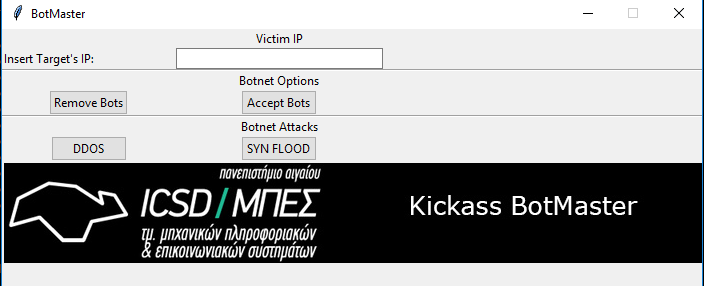 BotMaster
Victim IP
Insert Target's IP:
Botnet Options
Remove Bots Accept Bots
Botnet Attacks
DDOS SYN FLOOD
πανεπιστήμιο αιγαίου
ICSD / ΜΠΕΣ
τμ. μηχανικών πληροφοριακών
& επικοινωνιακών συστημάτων
Kickass BotMaster